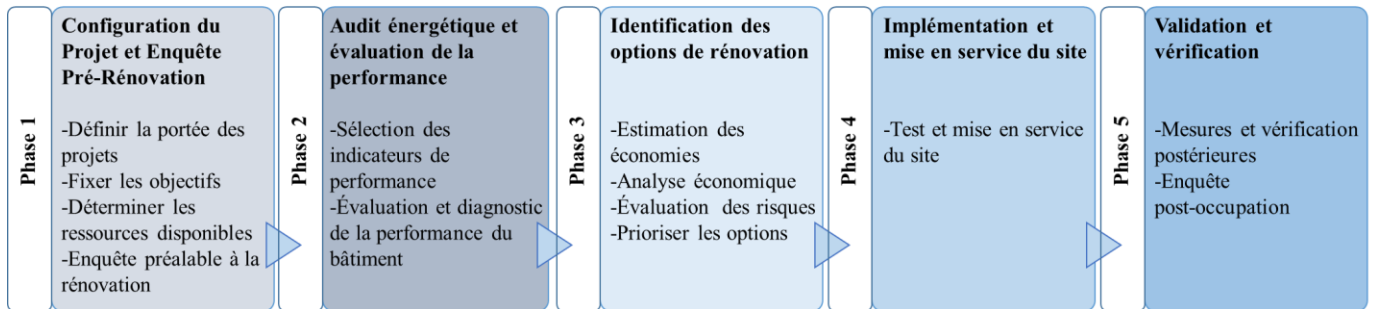 Phase 1
Configuration du
Projet et Enquête
Pré-Rénovation
-Définir la portée des
projets
-Fixer les objectifs
-Déterminer les
ressources disponibles
-Enquête préalable à la
rénovation
Phase 2
Audit énergétique et
évaluation de la
performance
-Sélection des
indicateurs de
performance
-Évaluation et diagnostic
de la performance du
bâtiment
Phase 3
Identification des
options de rénovation
-Estimation des
économies
-Analyse économique
-Évaluation des risques
-Prioriser les options
Phase 4
Implémentation et
mise en service du site
-Test et mise en service
du site
Phase 5
Validation et
vérification
-Mesures et vérification
postérieures
-Enquête
post-occupation